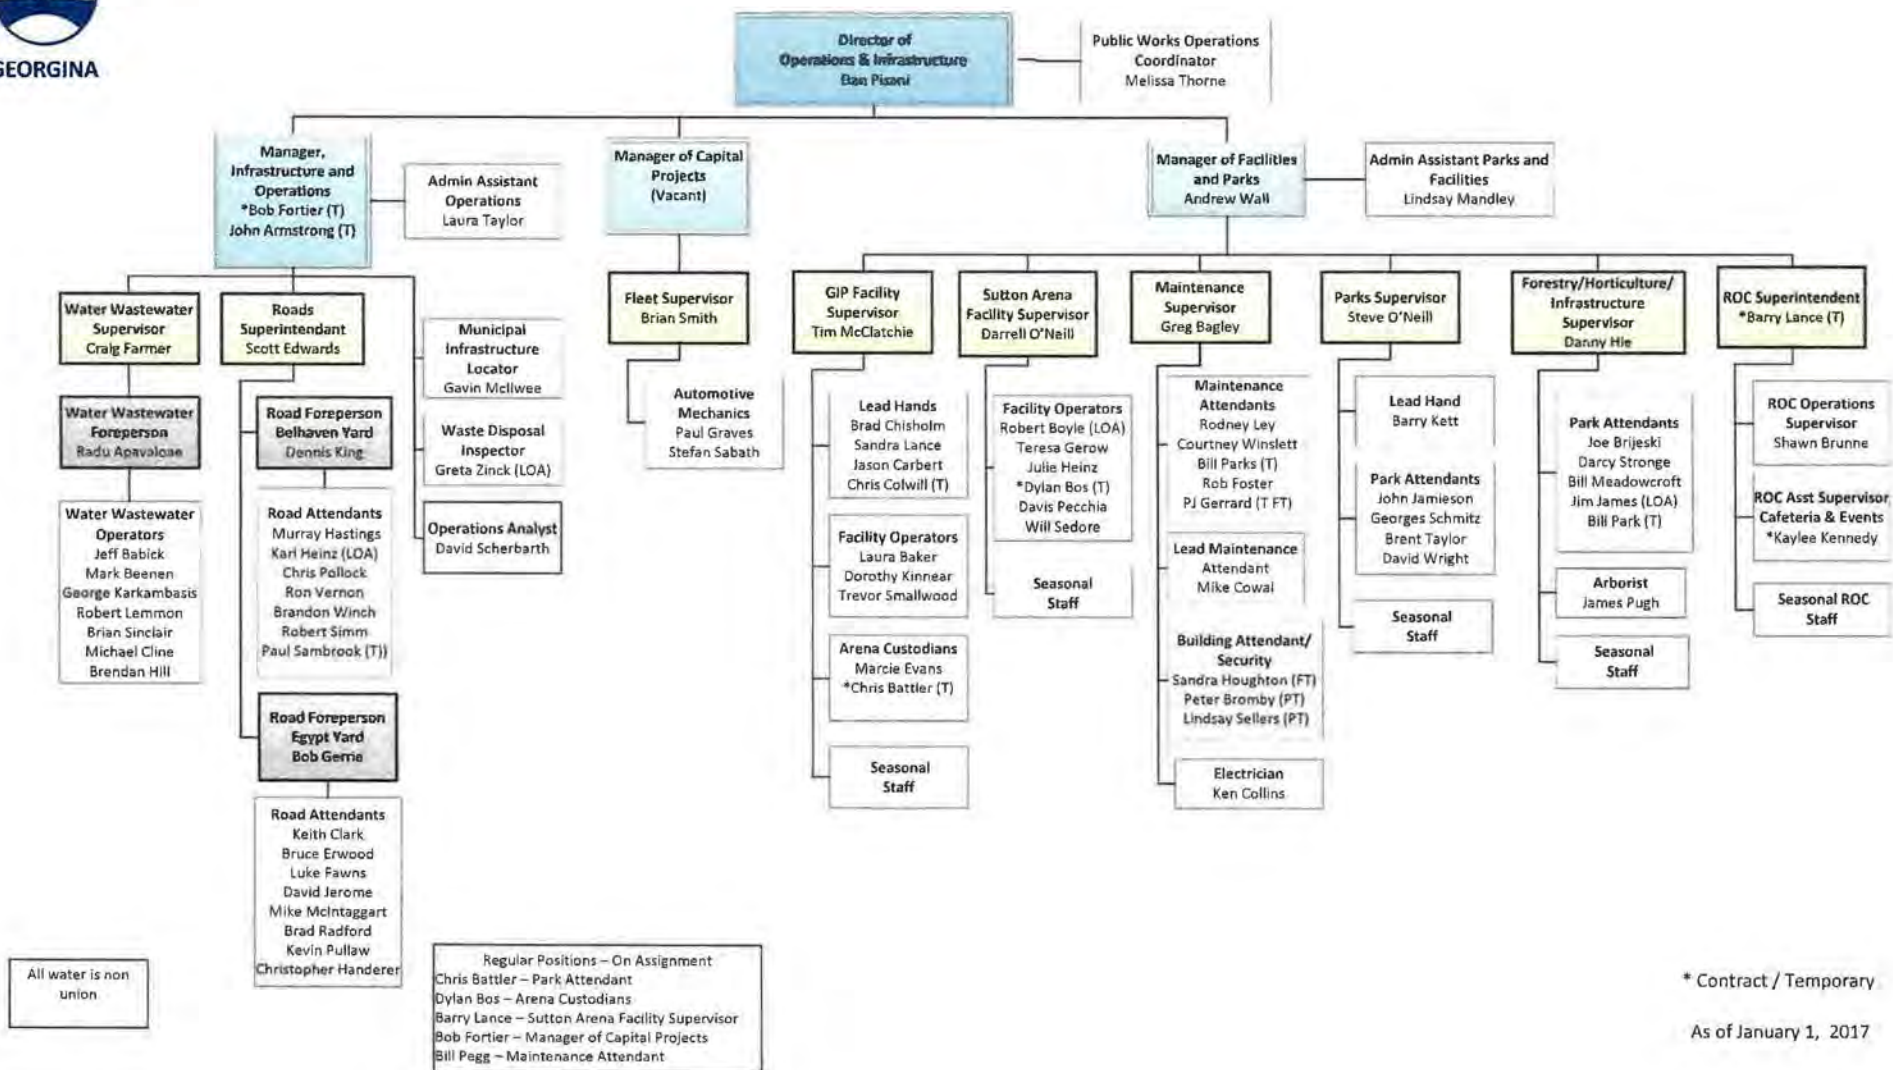 GEORGINA
Director of
Operations & Infrastructure
Dan Pisani
Public Works Operations
Coordinator
Melissa Thorne
Manager,
Infrastructure and
Operations
*Bob Fortier (T)
John Armstrong (T)
Admin Assistant
Operations
Laura Taylor
Manager of Capital
Projects
(Vacant)
Manager of Facilities
and Parks
Andrew Wall
Admin Assistant Parks and
Facilities
Lindsay Mandley
Water Wastewater
Supervisor
Craig Farmer
Water Wastewater
Foreperson
Radu Apavaloae
Water Wastewater
Operators
Jeff Babick
Mark Beenen
George Karkambasis
Robert Lemmon
Brian Sinclair
Michael Cline
Brendan Hill
Roads
Superintendant
Scott Edwards
Road Foreperson
Belhaven Yard
Dennis King
Road Attendants
Murray Hastings
Karl Heinz (LOA)
Chris Pollock
Ron Vernon
Brandon Winch
Robert Simm
Paul Sambrook (T))
Road Foreperson
Egypt Yard
Bob Gerrie
Road Attendants
Keith Clark
Bruce Erwood
Luke Fawns
David Jerome
Mike McIntaggart
Brad Radford
Kevin Pullaw
Christopher Handerer
Municipal
Infrastructure
Locator
Gavin McIlwee
Waste Disposal
Inspector
Greta Zinck (LOA)
Operations Analyst
David Scherbarth
Fleet Supervisor
Brian Smith
Automotive
Mechanics
Paul Graves
Stefan Sabath
GIP Facility
Supervisor
Tim McClatchie
Lead Hands
Brad Chisholm
Sandra Lance
Jason Carbert
Chris Colwill (T)
Facility Operators
Laura Baker
Dorothy Kinnear
Trevor Smallwood
Arena Custodians
Marcie Evans
*Chris Battler (T)
Seasonal
Staff
Sutton Arena
Facility Supervisor
Darrell O'Neill
Facility Operators
Robert Boyle (LOA)
Teresa Gerow
Julie Heinz
*Dylan Bos (T)
Davis Pecchia
Will Sedore
Seasonal
Staff
Maintenance
Supervisor
Greg Bagley
Maintenance
Attendants
Rodney Ley
Courtney Winslett
Bill Parks (T)
Rob Foster
PJ Gerrard (T FT)
Lead Maintenance
Attendant
Mike Cowal
Building Attendant/
Security
Sandra Houghton (FT)
Peter Bromby (PT)
Lindsay Sellers (PT)
Electrician
Ken Collins
Parks Supervisor
Steve O'Neill
Lead Hand
Barry Kett
Park Attendants
John Jamieson
Georges Schmitz
Brent Taylor
David Wright
Seasonal
Staff
Forestry/Horticulture/
Infrastructure
Supervisor
Danny Hie
Park Attendants
Joe Brijeski
Darcy Stronge
Bill Meadowcroft
Jim James (LOA)
Bill Park (T)
Arborist
James Pugh
Seasonal
Staff
ROC Superintendent
*Barry Lance (T)
ROC Operations
Supervisor
Shawn Brunne
ROC Asst Supervisor
Cafeteria & Events
*Kaylee Kennedy
Seasonal ROC
Staff
All water is non
union
Regular Positions – On Assignment
Chris Battler – Park Attendant
Dylan Bos – Arena Custodians
Barry Lance – Sutton Arena Facility Supervisor
Bob Fortier – Manager of Capital Projects
Bill Pegg – Maintenance Attendant
* Contract / Temporary
As of January 1, 2017